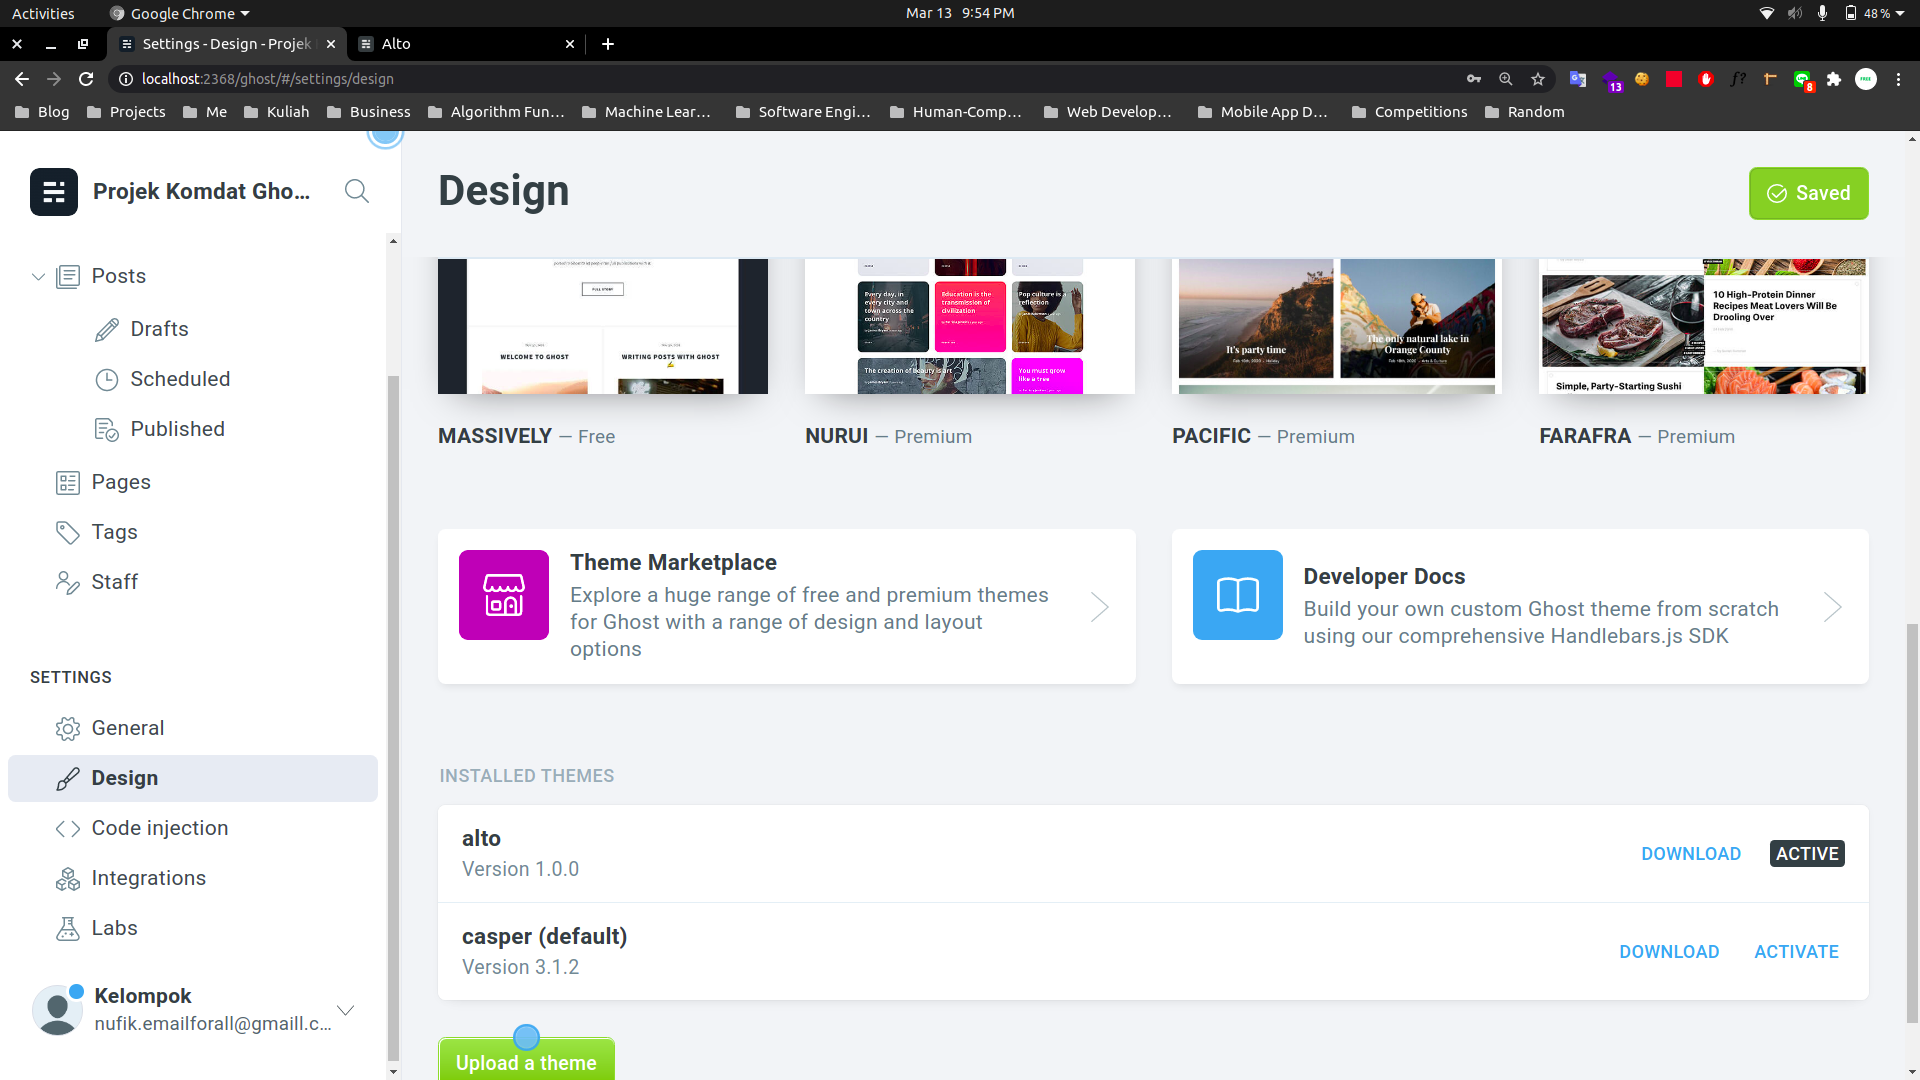 Activities
Google Chrome
Mar 13 9:54 PM
48 %
Settings - Design - Projek
Alto
localhost:2368/ghost/#/settings/design
13
f?
8
FREE
Blog
Projects
Me
Kuliah
Business
Algorithm Fun...
Machine Lear...
Software Engi...
Human-Comp...
Web Develop...
Mobile App D...
Competitions
Random
Projek Komdat Gho...
Posts
Drafts
Scheduled
Published
Pages
Tags
Staff
SETTINGS
General
Design
Code injection
Integrations
Labs
Kelompok
nufik.emailforall@gmaill.c...
Design
Saved
FULL STORY
WELCOME TO GHOST
WRITING POSTS WITH GHOST
MASSIVELY — Free
Every day, in
every city and
town across the
country
Education is the
transmission of
civilization
Pop culture is a
reflection
The creation of beauty is art
You must grow
like a true
NURUI — Premium
It's party time
The only natural lake in
Orange County
PACIFIC — Premium
10 High-Protein Dinner
Recipes Meat Lovers Will Be
Drooling Over
Simple, Party-Starting Sushi
FARAFRA — Premium
Theme Marketplace
Explore a huge range of free and premium themes
for Ghost with a range of design and layout
options
Developer Docs
Build your own custom Ghost theme from scratch
using our comprehensive Handlebars.js SDK
INSTALLED THEMES
alto
Version 1.0.0
DOWNLOAD
ACTIVE
casper (default)
Version 3.1.2
DOWNLOAD
ACTIVATE
Upload a theme